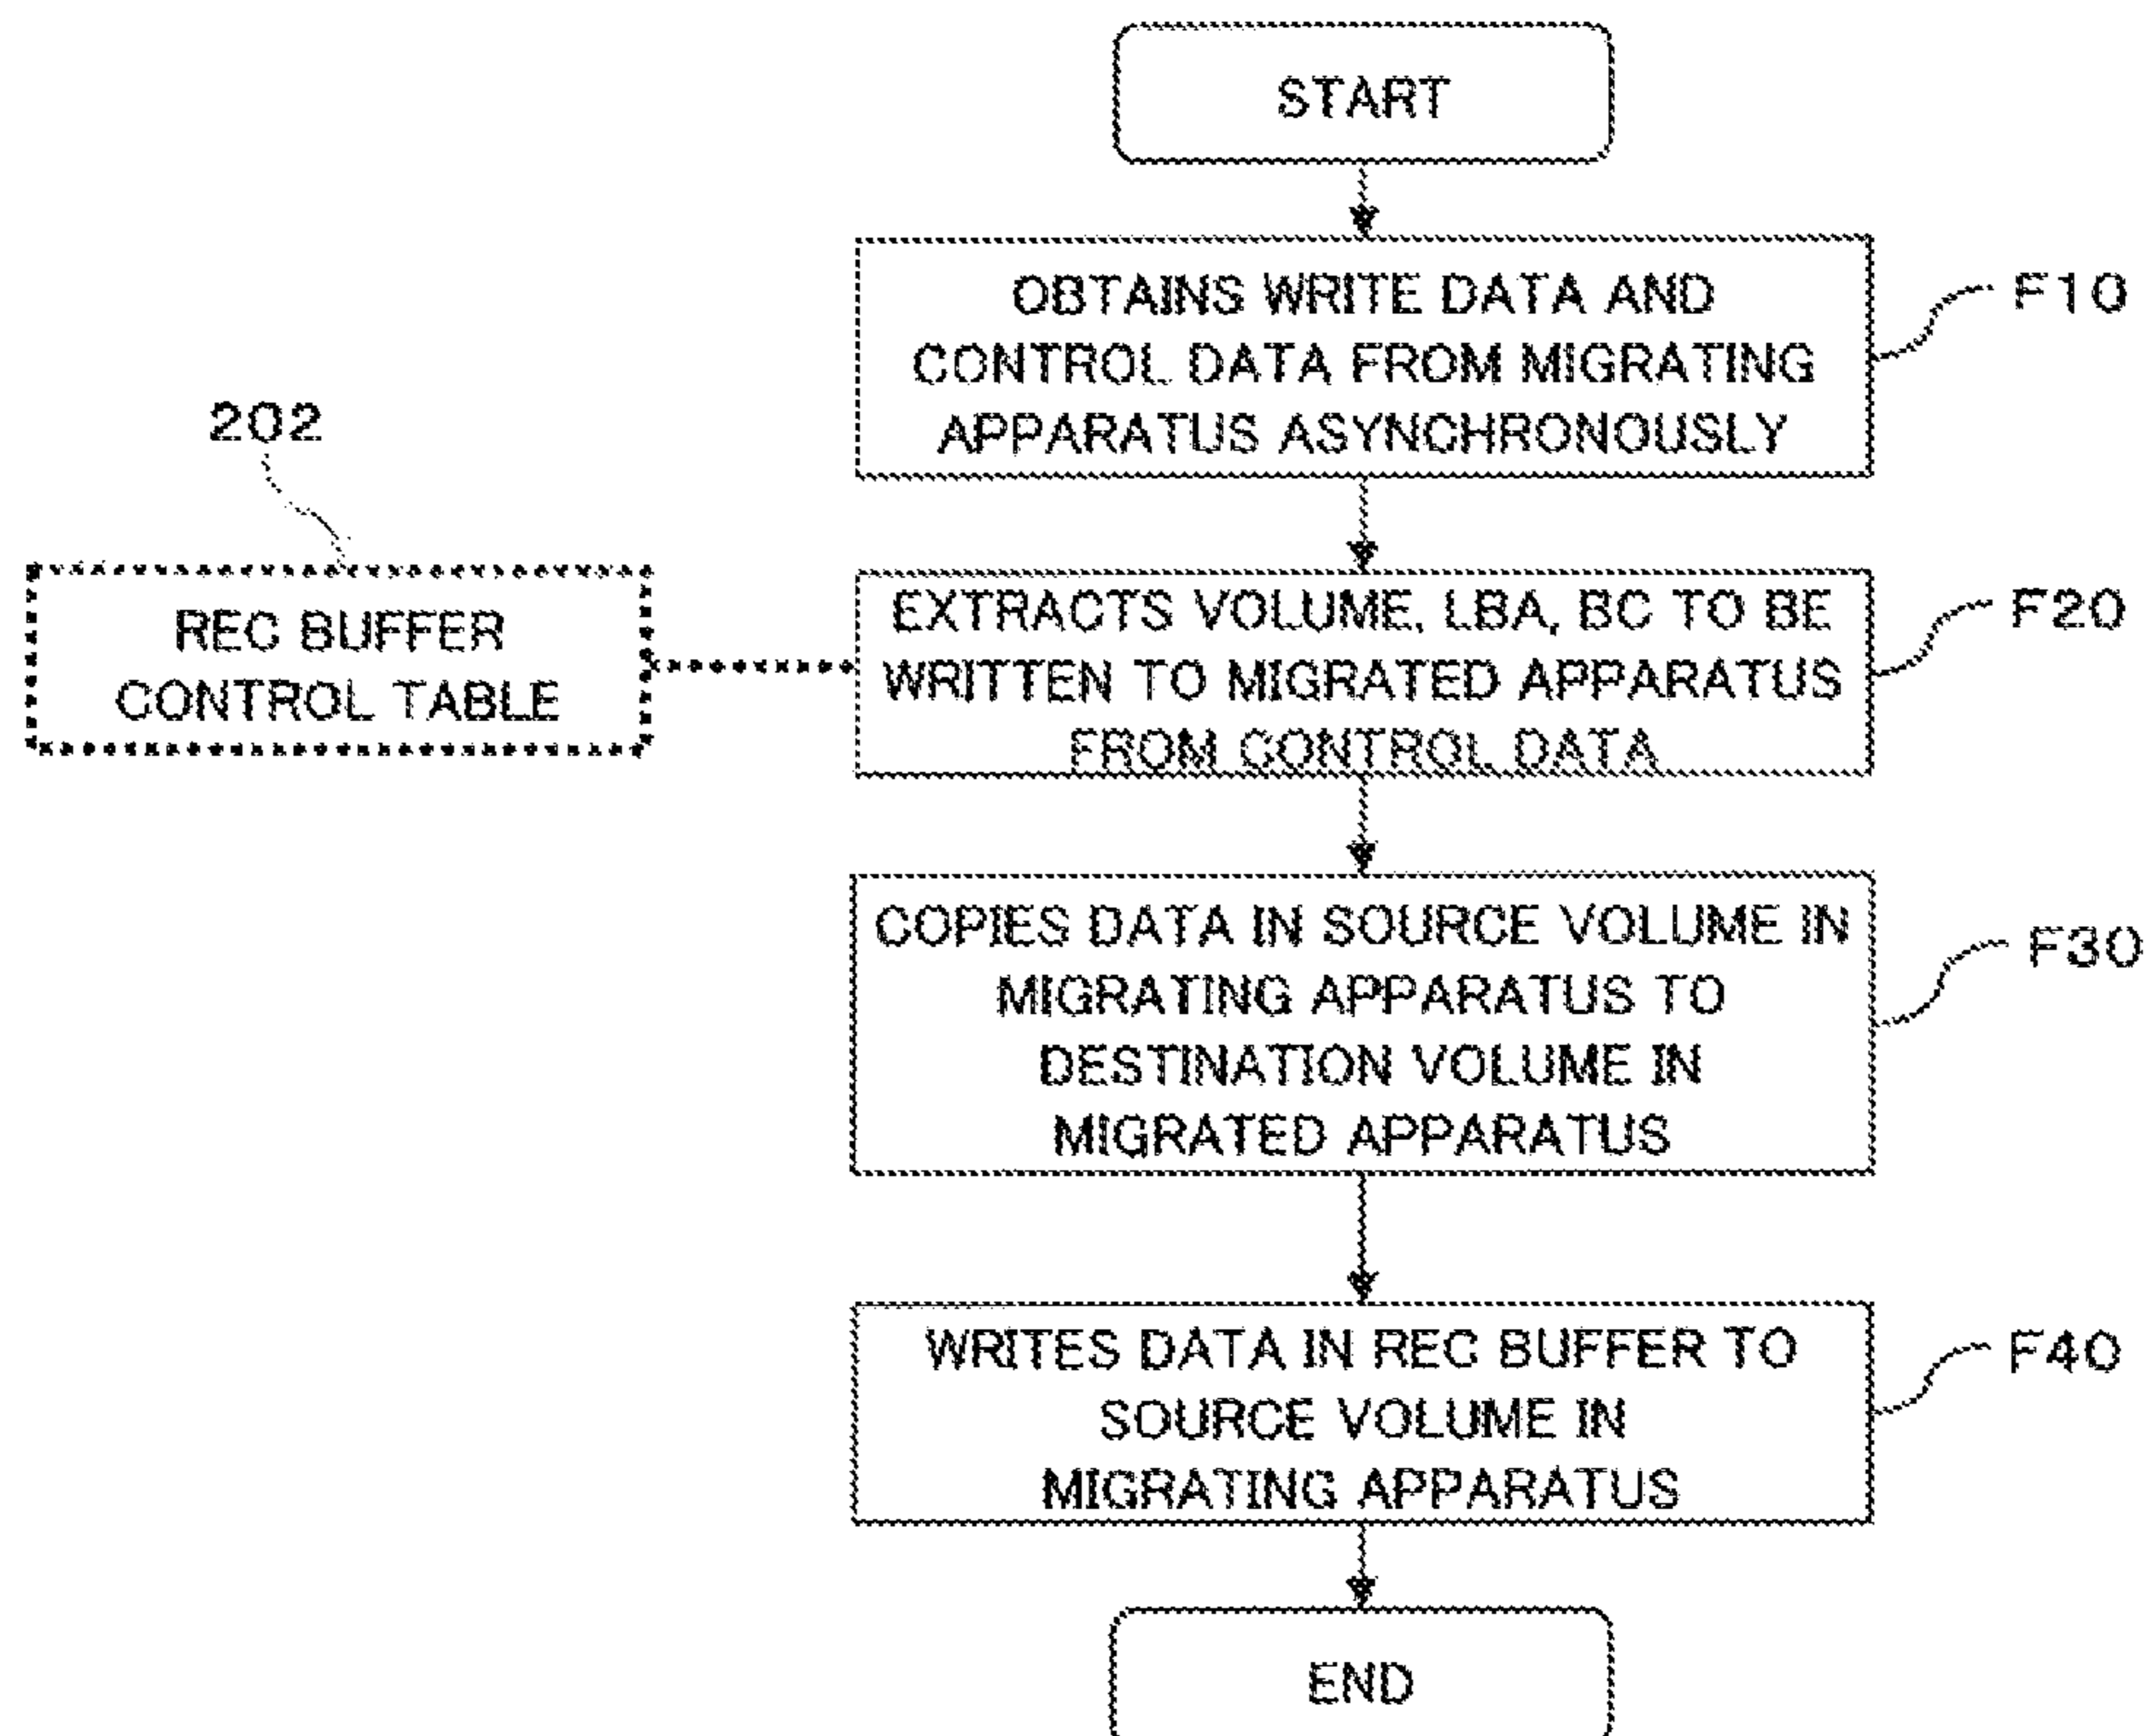 START
OBTAINS WRITE DATA AND
CONTROL DATA FROM MIGRATING
APPARATUS ASYNCHRONOUSLY
F10
202
REC BUFFER
CONTROL TABLE
EXTRACTS VOLUME, LBA, BC TO BE
WRITTEN TO MIGRATED APPARATUS
FROM CONTROL DATA
F20
COPIES DATA IN SOURCE VOLUME IN
MIGRATING APPARATUS TO
DESTINATION VOLUME IN
MIGRATED APPARATUS
F30
WRITES DATA IN REC BUFFER TO
SOURCE VOLUME IN
MIGRATING APPARATUS
F40
END